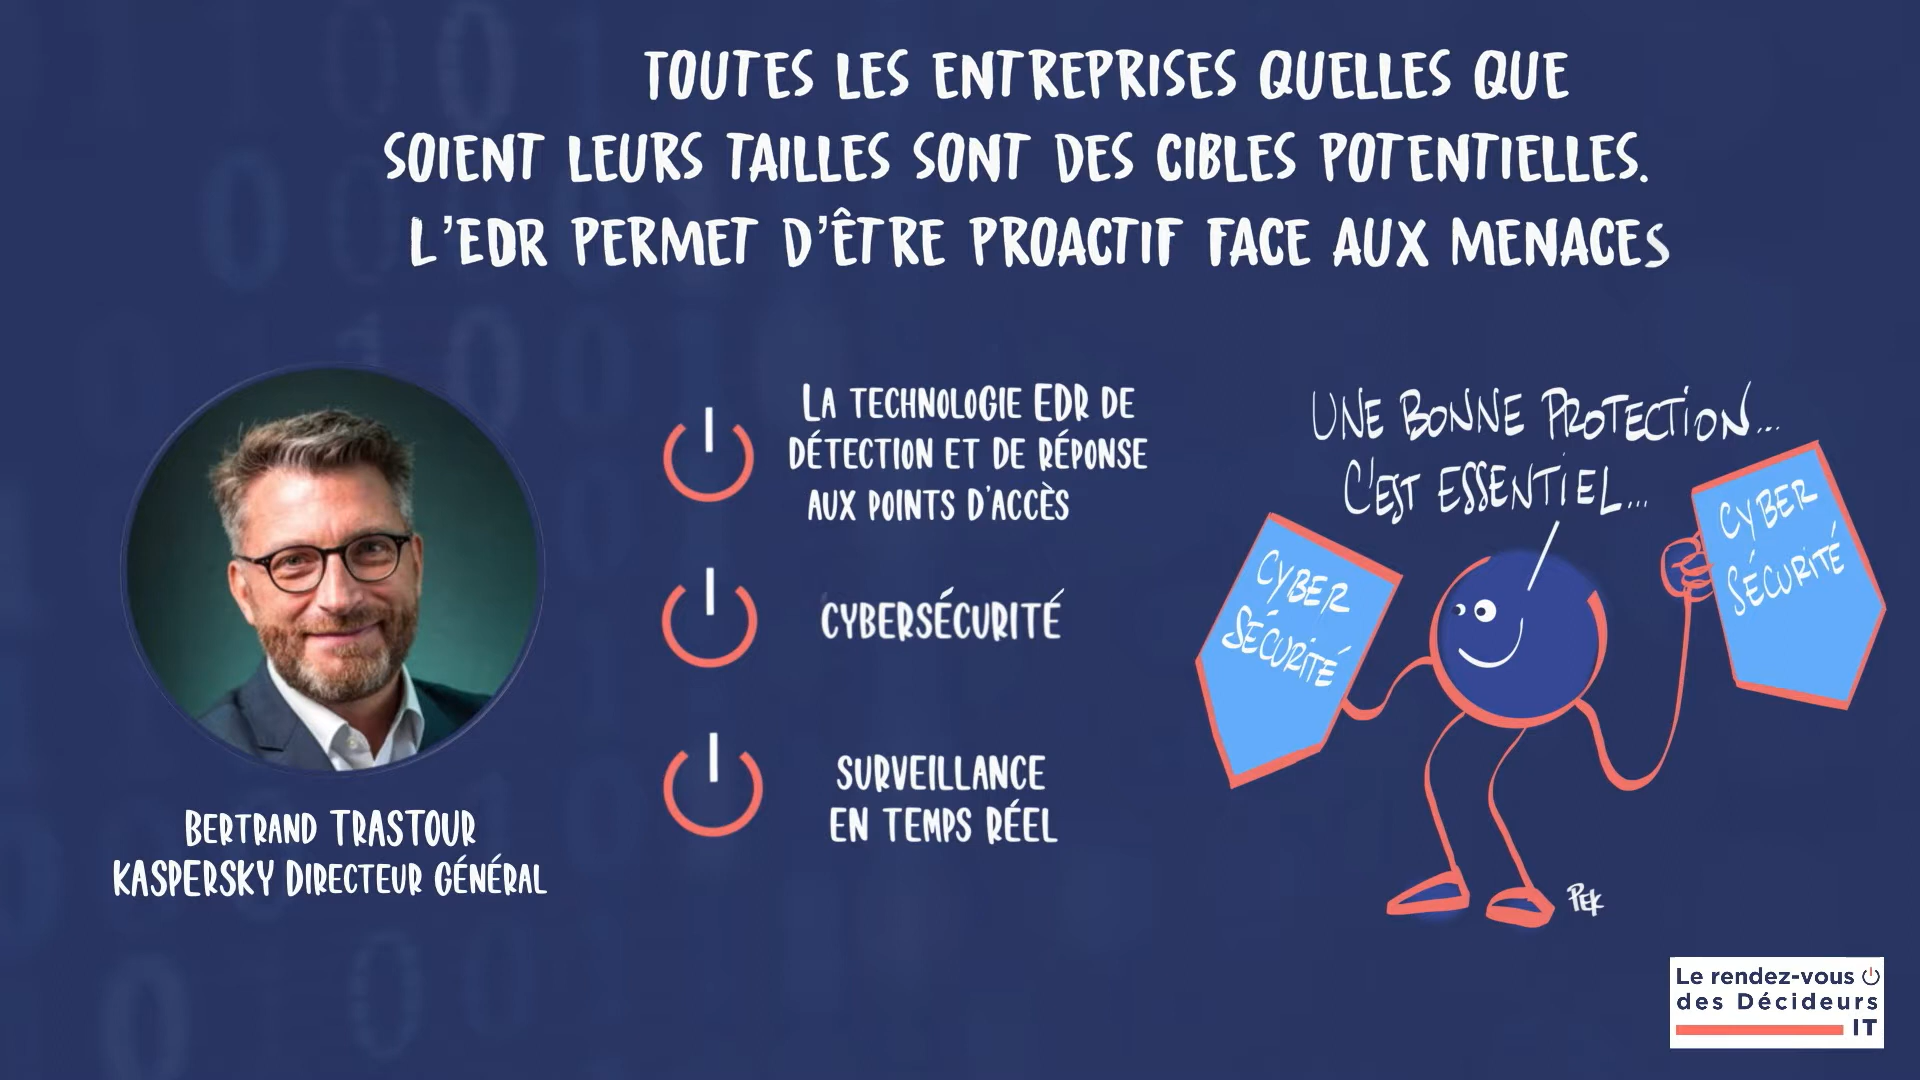 TOUTES LES ENTREPRISES QUELLES QUE
SOIENT LEURS TAILLES SONT DES CIBLES POTENTIELLES.
L'EDR PERMET D'ÊTRE PROACTIF FACE AUX MENACES
LA TECHNOLOGIE EDR DE
DÉTECTION ET DE RÉPONSE
AUX POINTS D'ACCÈS
CYBERSÉCURITÉ
SURVEILLANCE
EN TEMPS RÉEL
BERTRAND TRASTOUR
KASPERSKY DIRECTEUR GÉNÉRAL
UNE BONNE PROTECTION...
C'EST ESSENTIEL...
CYBER
SÉCURITÉ
CYBER
SÉCURITÉ
PEK
Le rendez-vous
des Décideurs
IT